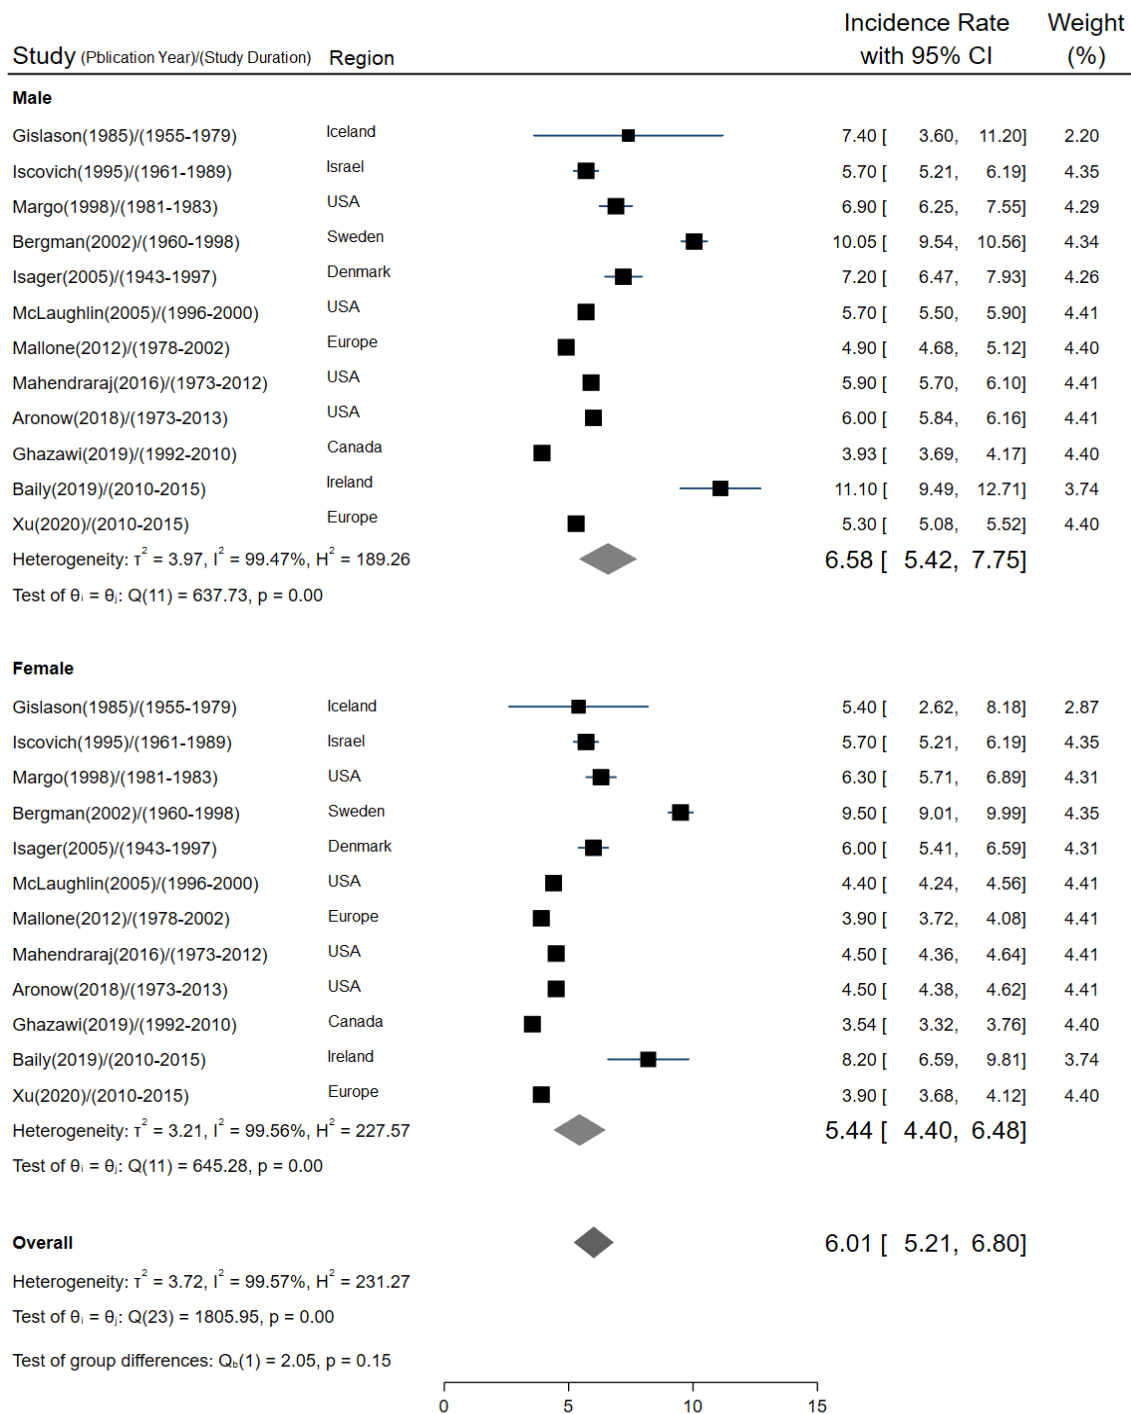 Incidence Rate Weight
Study (Pblication Year)/(Study Duration) Region with 95% CI (%)
Male
Gislason(1985)/(1955-1979) Iceland 7.40 [ 3.60, 11.20] 2.20
Iscovich(1995)/(1961-1989) Israel 5.70 [ 5.21, 6.19] 4.35
Margo(1998)/(1981-1983) USA 6.90 [ 6.25, 7.55] 4.29
Bergman(2002)/(1960-1998) Sweden 10.05 [ 9.54, 10.56] 4.34
Isager(2005)/(1943-1997) Denmark 7.20 [ 6.47, 7.93] 4.26
McLaughlin(2005)/(1996-2000) USA 5.70 [ 5.50, 5.90] 4.41
Mallone(2012)/(1978-2002) Europe 4.90 [ 4.68, 5.12] 4.40
Mahendraraj(2016)/(1973-2012) USA 5.90 [ 5.70, 6.10] 4.41
Aronow(2018)/(1973-2013) USA 6.00 [ 5.84, 6.16] 4.41
Ghazawi(2019)/(1992-2010) Canada 3.93 [ 3.69, 4.17] 4.40
Baily(2019)/(2010-2015) Ireland 11.10 [ 9.49, 12.71] 3.74
Xu(2020)/(2010-2015) Europe 5.30 [ 5.08, 5.52] 4.40
Heterogeneity: τ² = 3.97, I² = 99.47%, H² = 189.26 6.58 [ 5.42, 7.75]
Test of θᵢ = θⱼ: Q(11) = 637.73, p = 0.00
Female
Gislason(1985)/(1955-1979) Iceland 5.40 [ 2.62, 8.18] 2.87
Iscovich(1995)/(1961-1989) Israel 5.70 [ 5.21, 6.19] 4.35
Margo(1998)/(1981-1983) USA 6.30 [ 5.71, 6.89] 4.31
Bergman(2002)/(1960-1998) Sweden 9.50 [ 9.01, 9.99] 4.35
Isager(2005)/(1943-1997) Denmark 6.00 [ 5.41, 6.59] 4.31
McLaughlin(2005)/(1996-2000) USA 4.40 [ 4.24, 4.56] 4.41
Mallone(2012)/(1978-2002) Europe 3.90 [ 3.72, 4.08] 4.41
Mahendraraj(2016)/(1973-2012) USA 4.50 [ 4.36, 4.64] 4.41
Aronow(2018)/(1973-2013) USA 4.50 [ 4.38, 4.62] 4.41
Ghazawi(2019)/(1992-2010) Canada 3.54 [ 3.32, 3.76] 4.40
Baily(2019)/(2010-2015) Ireland 8.20 [ 6.59, 9.81] 3.74
Xu(2020)/(2010-2015) Europe 3.90 [ 3.68, 4.12] 4.40
Heterogeneity: τ² = 3.21, I² = 99.56%, H² = 227.57 5.44 [ 4.40, 6.48]
Test of θᵢ = θⱼ: Q(11) = 645.28, p = 0.00
Overall 6.01 [ 5.21, 6.80]
Heterogeneity: τ² = 3.72, I² = 99.57%, H² = 231.27
Test of θᵢ = θⱼ: Q(23) = 1805.95, p = 0.00
Test of group differences: Q_b(1) = 2.05, p = 0.15
0 5 10 15